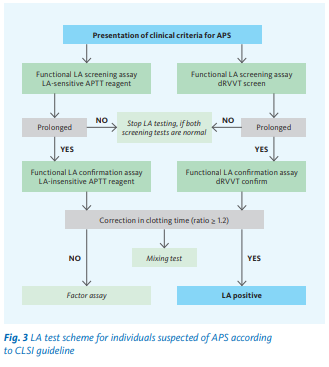 Presentation of clinical criteria for APS
Functional LA screening assay
LA-sensitive APTT reagent
Functional LA screening assay
dRVVT screen
Prolonged
NO
Stop LA testing, if both
screening tests are normal
NO
Prolonged
YES
YES
Functional LA confirmation assay
LA-insensitive APTT reagent
Functional LA confirmation assay
dRVVT confirm
Correction in clotting time (ratio ≥ 1.2)
NO
Mixing test
YES
Factor assay
LA positive
Fig. 3 LA test scheme for individuals suspected of APS according
to CLSI guideline